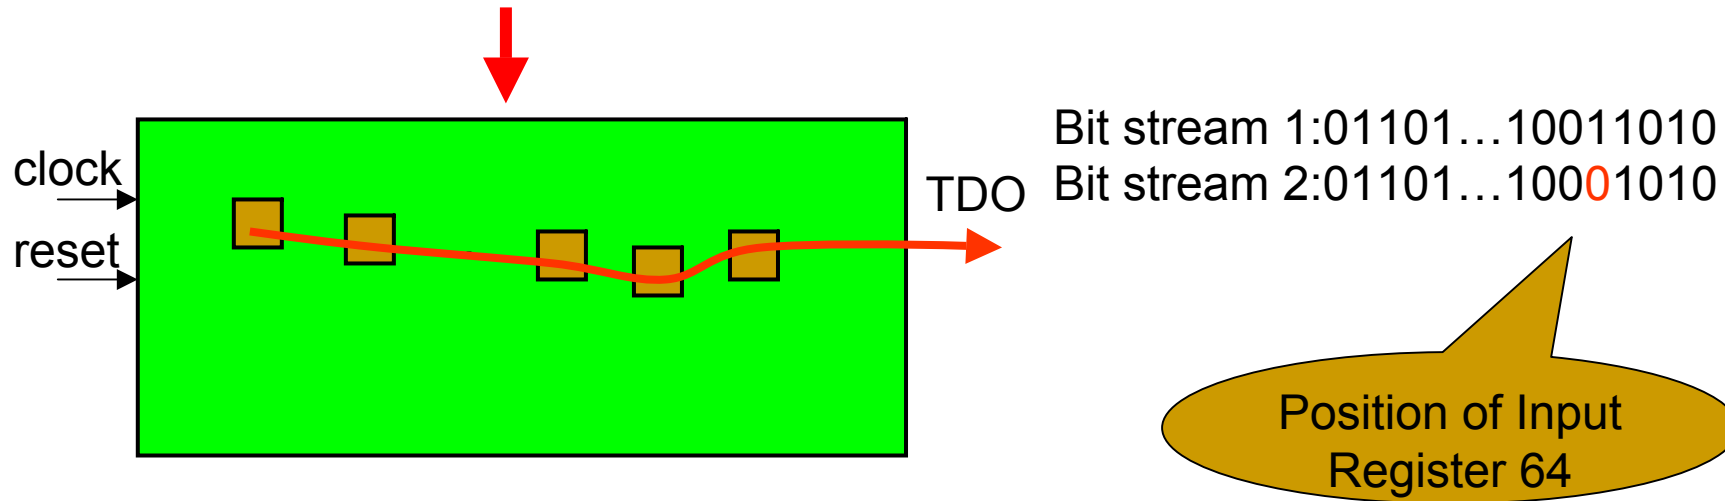 clock
reset
TDO
Bit stream 1:01101…10011010
Bit stream 2:01101…10001010
Position of Input
Register 64